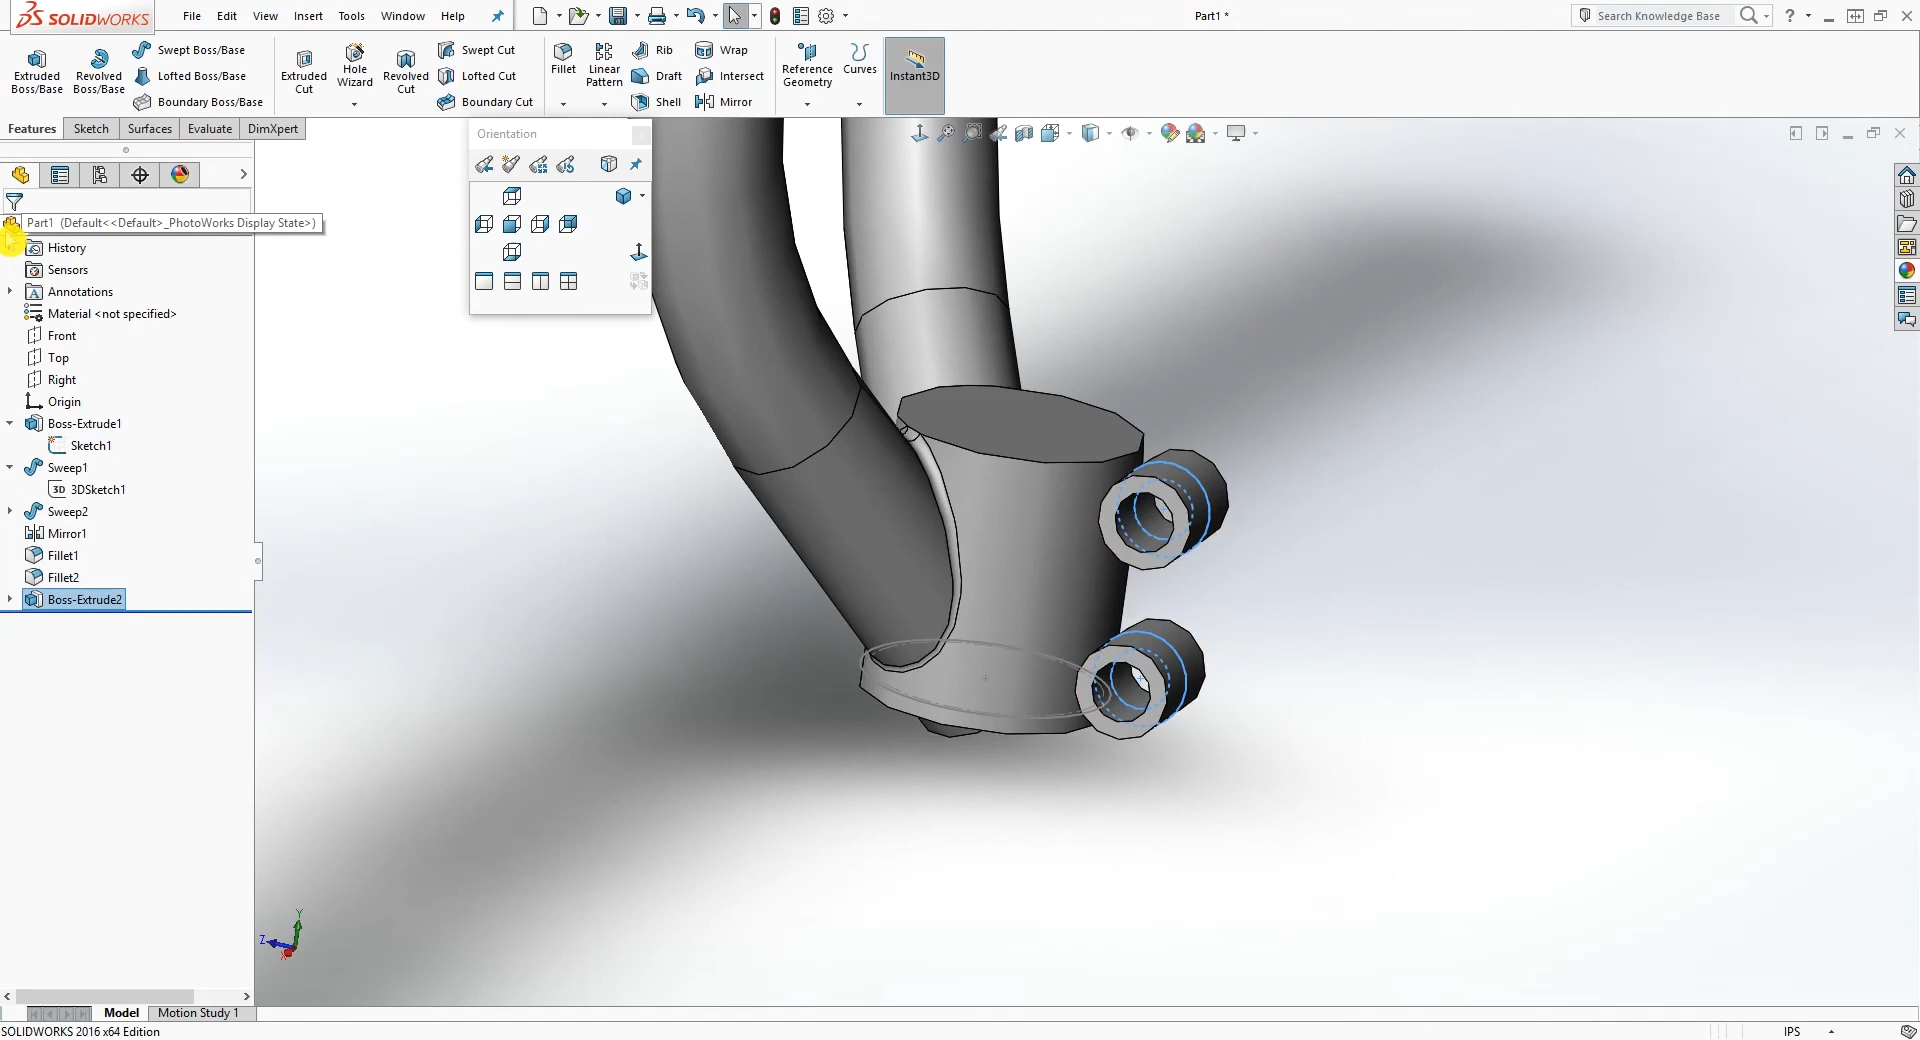 SOLIDWORKS
File Edit View Insert Tools Window Help
Part1 *
Search Knowledge Base
?
Extruded Boss/Base
Revolved Boss/Base
Swept Boss/Base
Lofted Boss/Base
Boundary Boss/Base
Extruded Cut
Hole Wizard
Revolved Cut
Swept Cut
Lofted Cut
Boundary Cut
Fillet
Linear Pattern
Rib
Draft
Shell
Wrap
Intersect
Mirror
Reference Geometry
Curves
Instant3D
Features Sketch Surfaces Evaluate DimXpert
Orientation
Part1 (Default<<Default>_PhotoWorks Display State>)
History
Sensors
A Annotations
Material <not specified>
Front
Top
Right
Origin
Boss-Extrude1
Sketch1
Sweep1
3D 3DSketch1
Sweep2
Mirror1
Fillet1
Fillet2
Boss-Extrude2
Y
Z
X
Model Motion Study 1
SOLIDWORKS 2016 x64 Edition
IPS